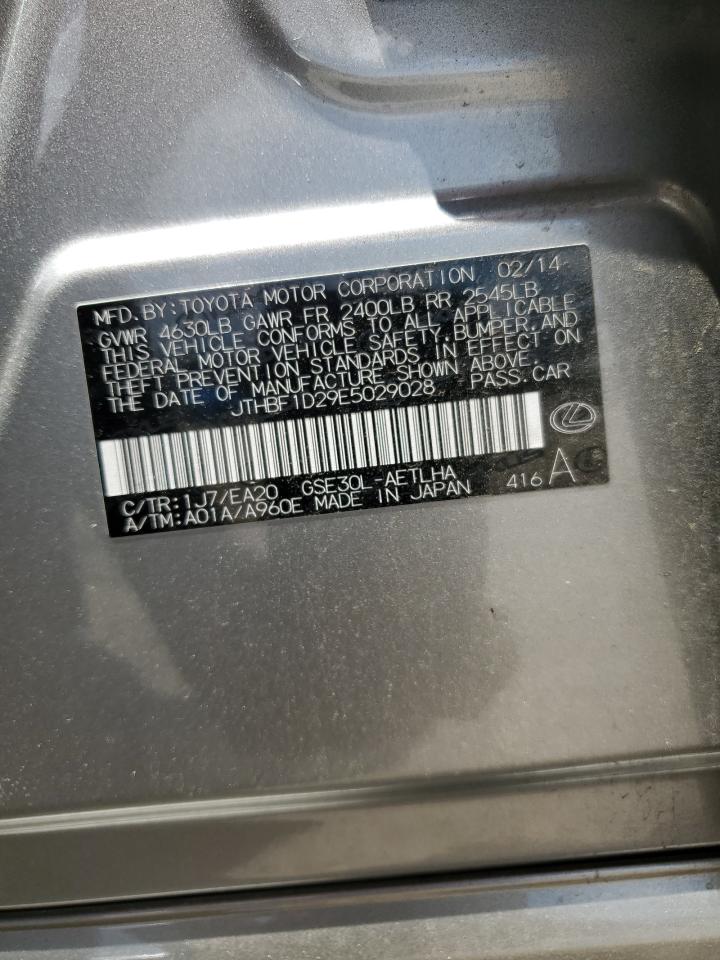 MFD.BY:TOYOTA MOTOR CORPORATION 02/14
GVWR 4630LB GAWR FR 2400LB RR 2545LB
THIS VEHICLE CONFORMS TO ALL APPLICABLE
FEDERAL MOTOR VEHICLE SAFETY,BUMPER,AND
THEFT PREVENTION STANDARDS IN EFFECT ON
THE DATE OF MANUFACTURE SHOWN ABOVE.
JTHBF1D29E5029028 PASS.CAR
C/TR:1J7/EA20 GSE30L-AETLHA
A/TM:A01A/A960E MADE IN JAPAN 416 A